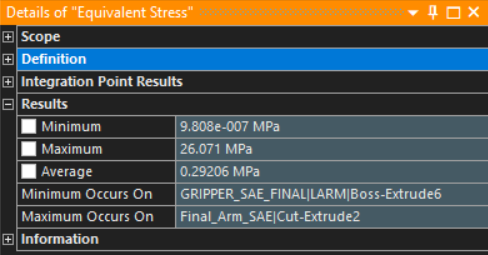 Details of "Equivalent Stress"
Scope
Definition
Integration Point Results
Results
Minimum 9.808e-007 MPa
Maximum 26.071 MPa
Average 0.29206 MPa
Minimum Occurs On GRIPPER_SAE_FINAL|LARM|Boss-Extrude6
Maximum Occurs On Final_Arm_SAE|Cut-Extrude2
Information